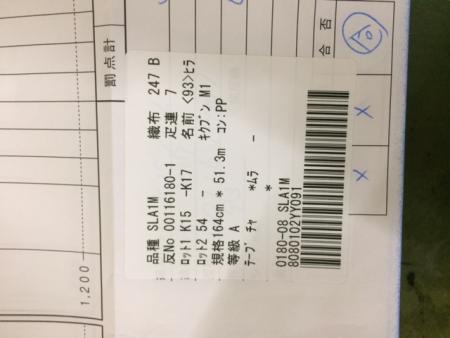 1.200
罰点計
品種 SLA1M 織布 247 B
反No 00116180-1 疋連 7
ロット1 K15 -K17 名前 <93>ヒラ
ロット2 54 - キクブン M1
規格164cm * 51.3m コン:PP
等級 A
テープ チャ *ムラ -
*
0180-08 SLA1M
8080102YY091
合否
× × 合